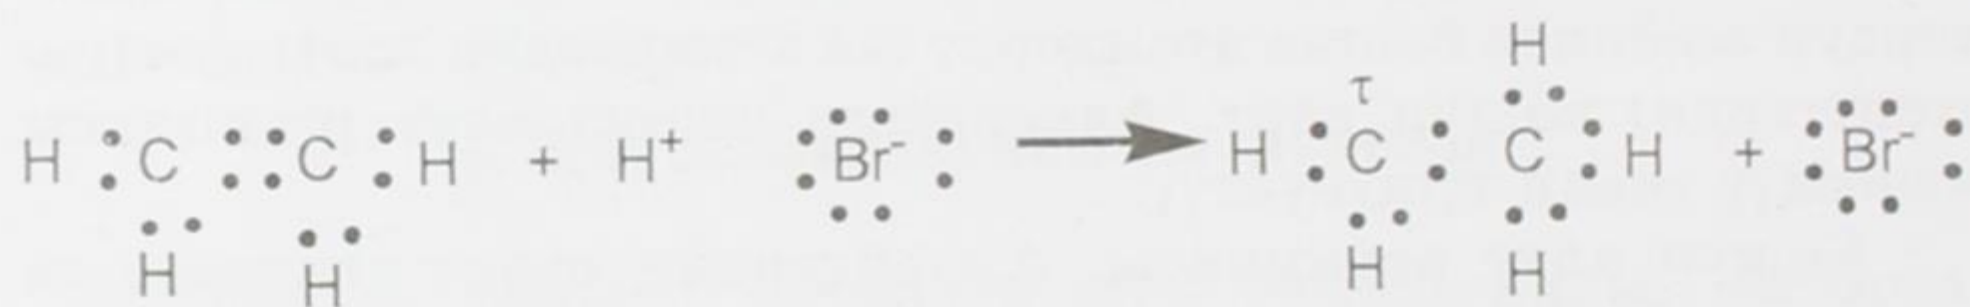 H
τ
H :C :: C : H + H⁺ :Br⁻ : → H : C : C : H + :Br⁻ :
H H H H